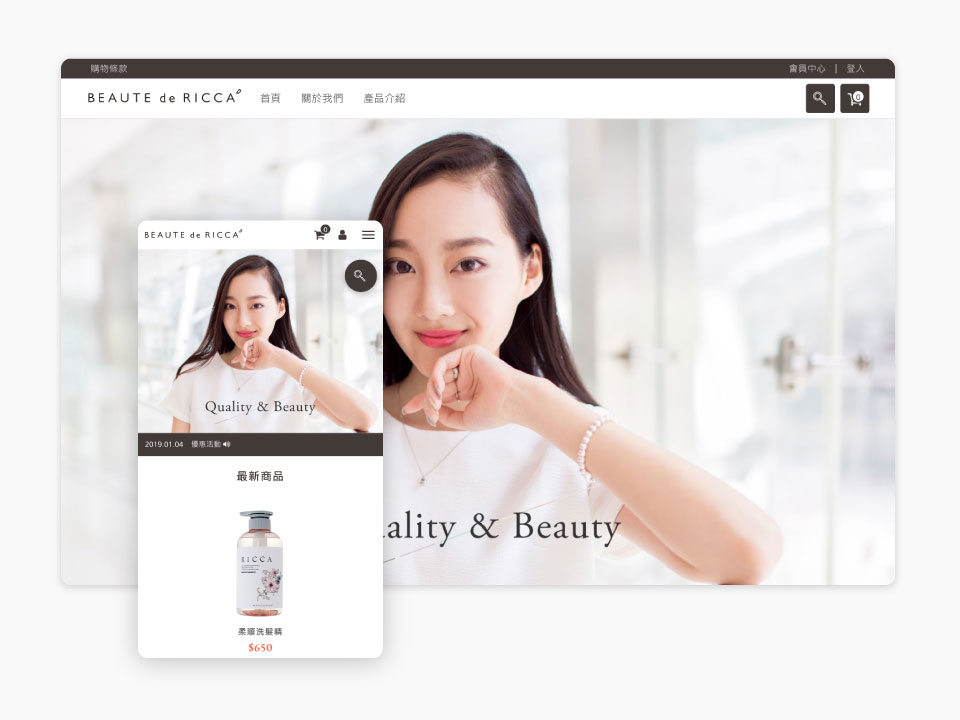 購物條款
會員中心 | 登入
BEAUTE de RICCA 首頁 關於我們 產品介紹
0
BEAUTE de RICCA
0
Quality & Beauty
2019.01.04 優惠活動
最新商品
RICCA
柔順洗髮精
$650
ality & Beauty